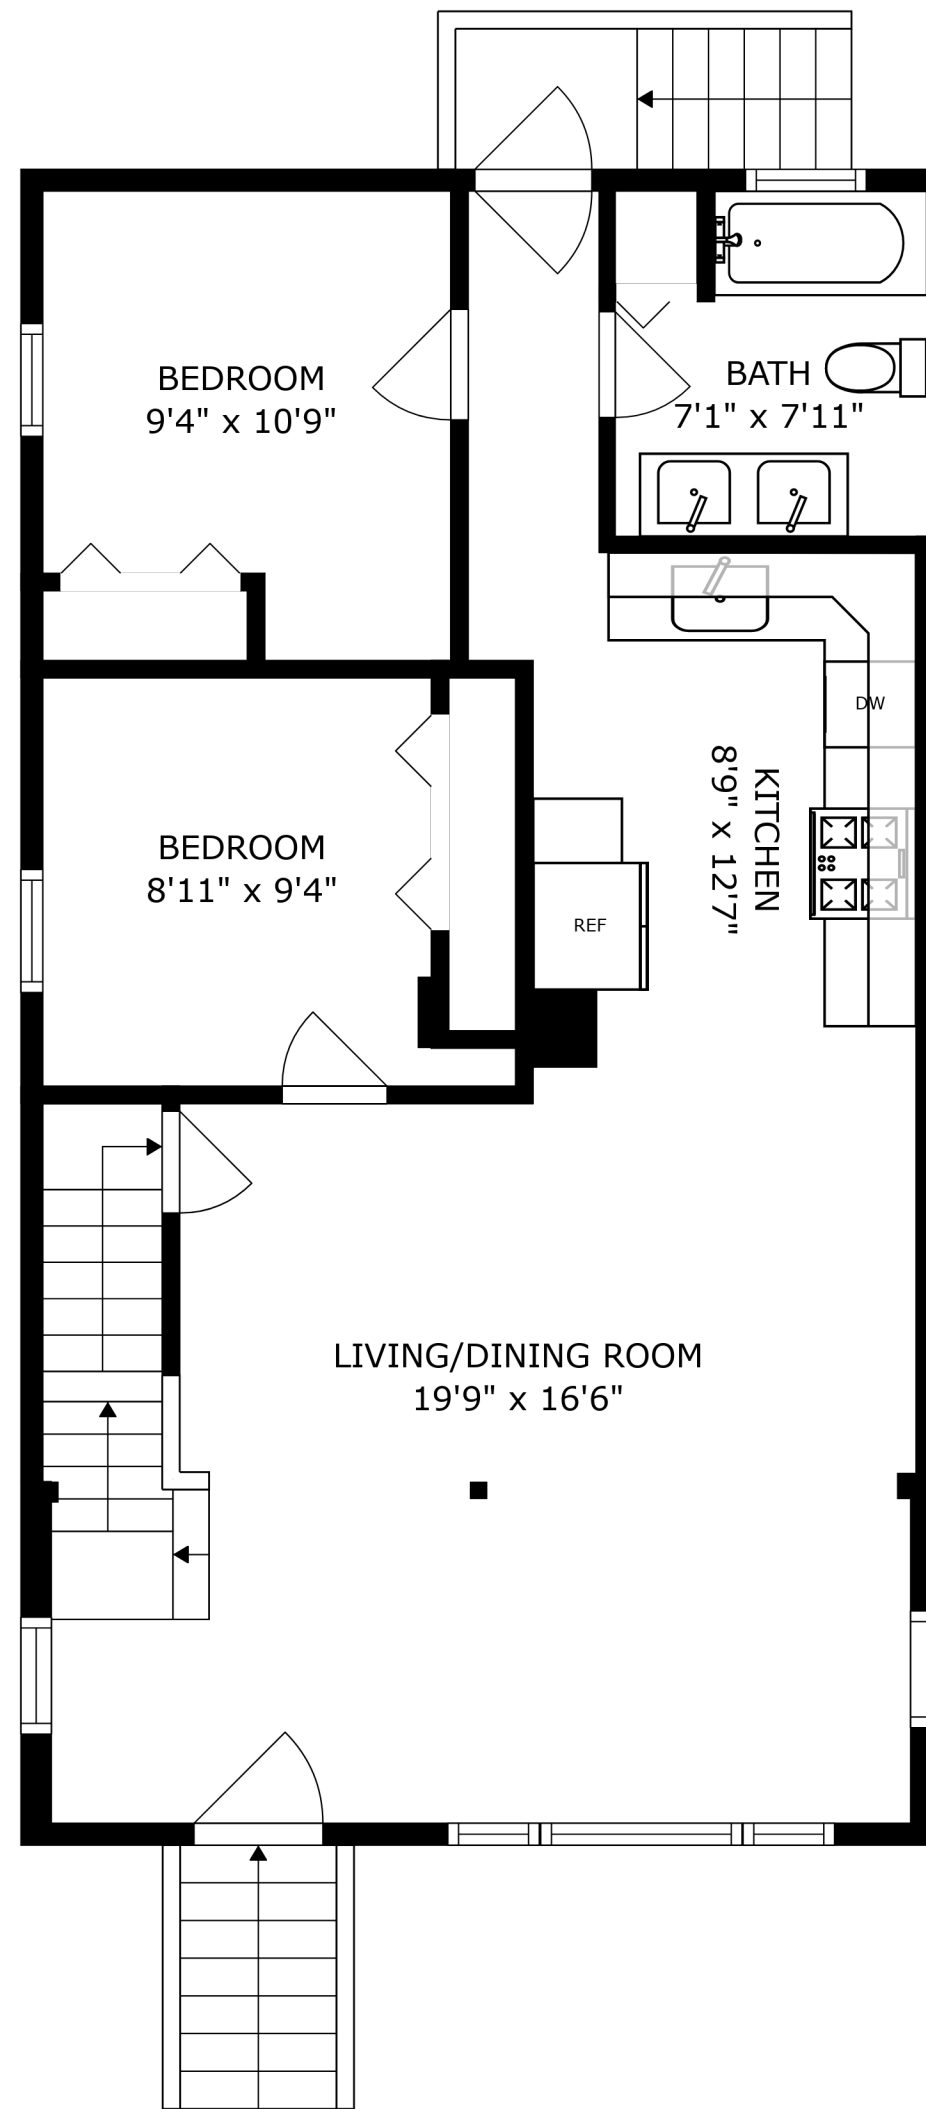 BEDROOM
9'4" x 10'9"
BATH
7'1" x 7'11"
DW
KITCHEN
8'9" x 12'7"
BEDROOM
8'11" x 9'4"
REF
LIVING/DINING ROOM
19'9" x 16'6"